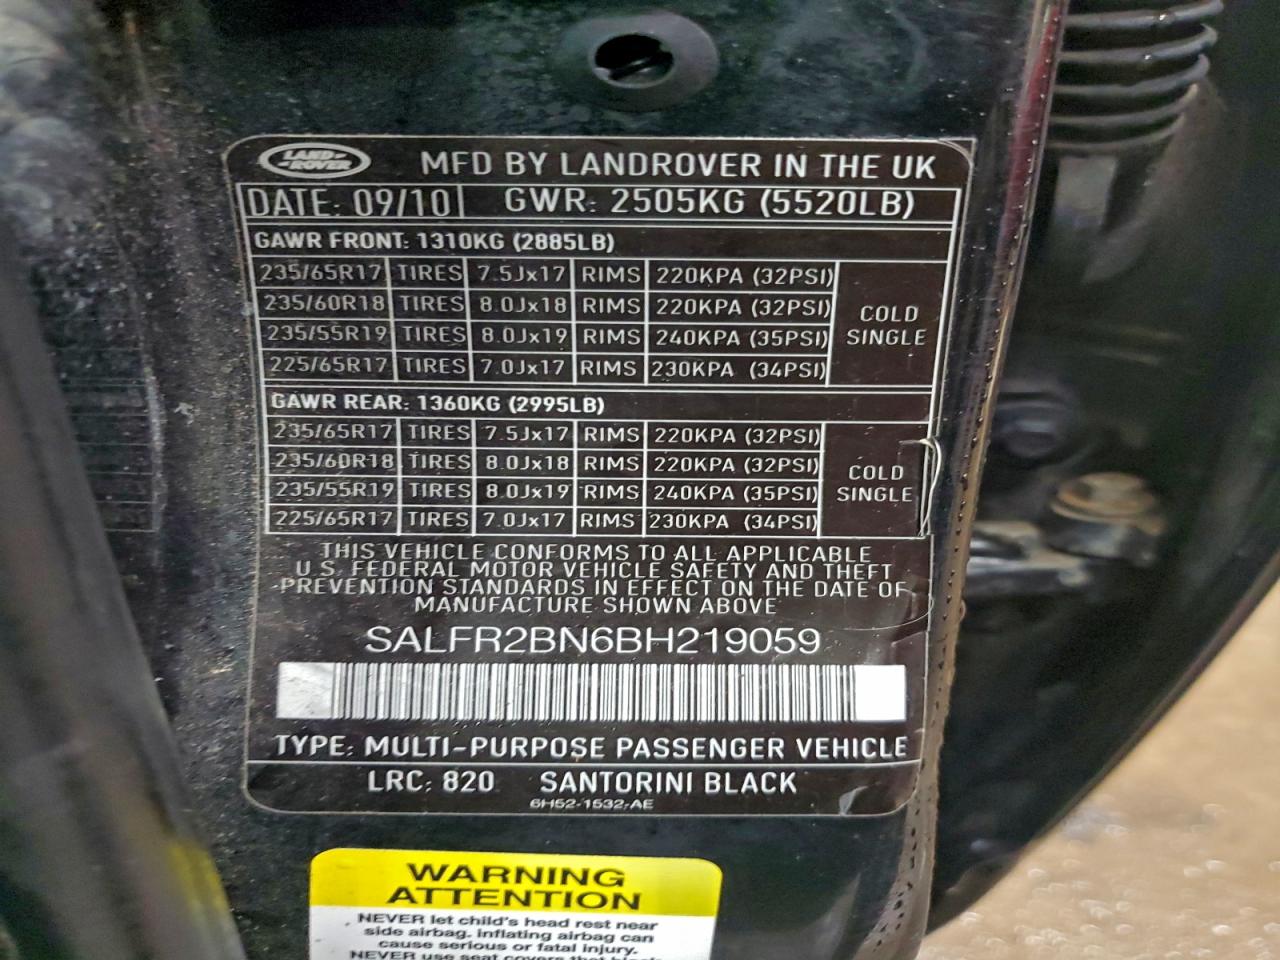 LAND ROVER MFD BY LANDROVER IN THE UK
DATE: 09/10 GWR: 2505KG (5520LB)
GAWR FRONT: 1310KG (2885LB)
235/65R17 TIRES 7.5Jx17 RIMS 220KPA (32PSI)
235/60R18 TIRES 8.0Jx18 RIMS 220KPA (32PSI)
235/55R19 TIRES 8.0Jx19 RIMS 240KPA (35PSI)
225/65R17 TIRES 7.0Jx17 RIMS 230KPA (34PSI)
COLD
SINGLE
GAWR REAR: 1360KG (2995LB)
235/65R17 TIRES 7.5Jx17 RIMS 220KPA (32PSI)
235/60R18 TIRES 8.0Jx18 RIMS 220KPA (32PSI)
235/55R19 TIRES 8.0Jx19 RIMS 240KPA (35PSI)
225/65R17 TIRES 7.0Jx17 RIMS 230KPA (34PSI)
COLD
SINGLE
THIS VEHICLE CONFORMS TO ALL APPLICABLE
U.S. FEDERAL MOTOR VEHICLE SAFETY AND THEFT
PREVENTION STANDARDS IN EFFECT ON THE DATE OF
MANUFACTURE SHOWN ABOVE
SALFR2BN6BH219059
TYPE: MULTI-PURPOSE PASSENGER VEHICLE
LRC: 820 SANTORINI BLACK
6H52-1532-AE
WARNING
ATTENTION
NEVER let child's head rest near
side airbag. Inflating airbag can
cause serious or fatal injury.
NEVER use seat covers that